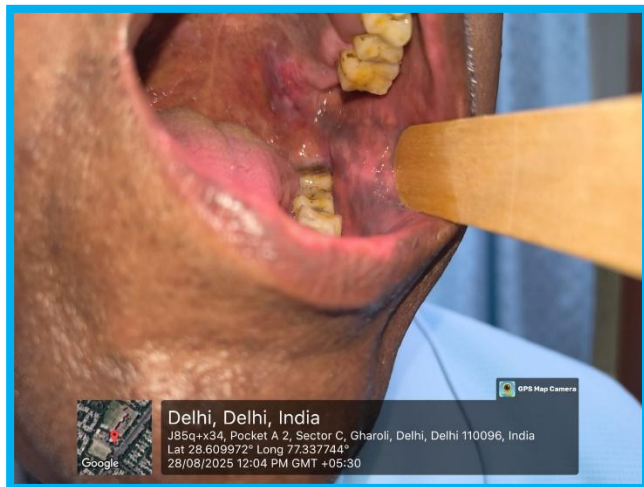 GPS Map Camera
Delhi, Delhi, India
J85q+x34, Pocket A 2, Sector C, Gharoli, Delhi, Delhi 110096, India
Lat 28.609972° Long 77.337744°
28/08/2025 12:04 PM GMT +05:30
Google